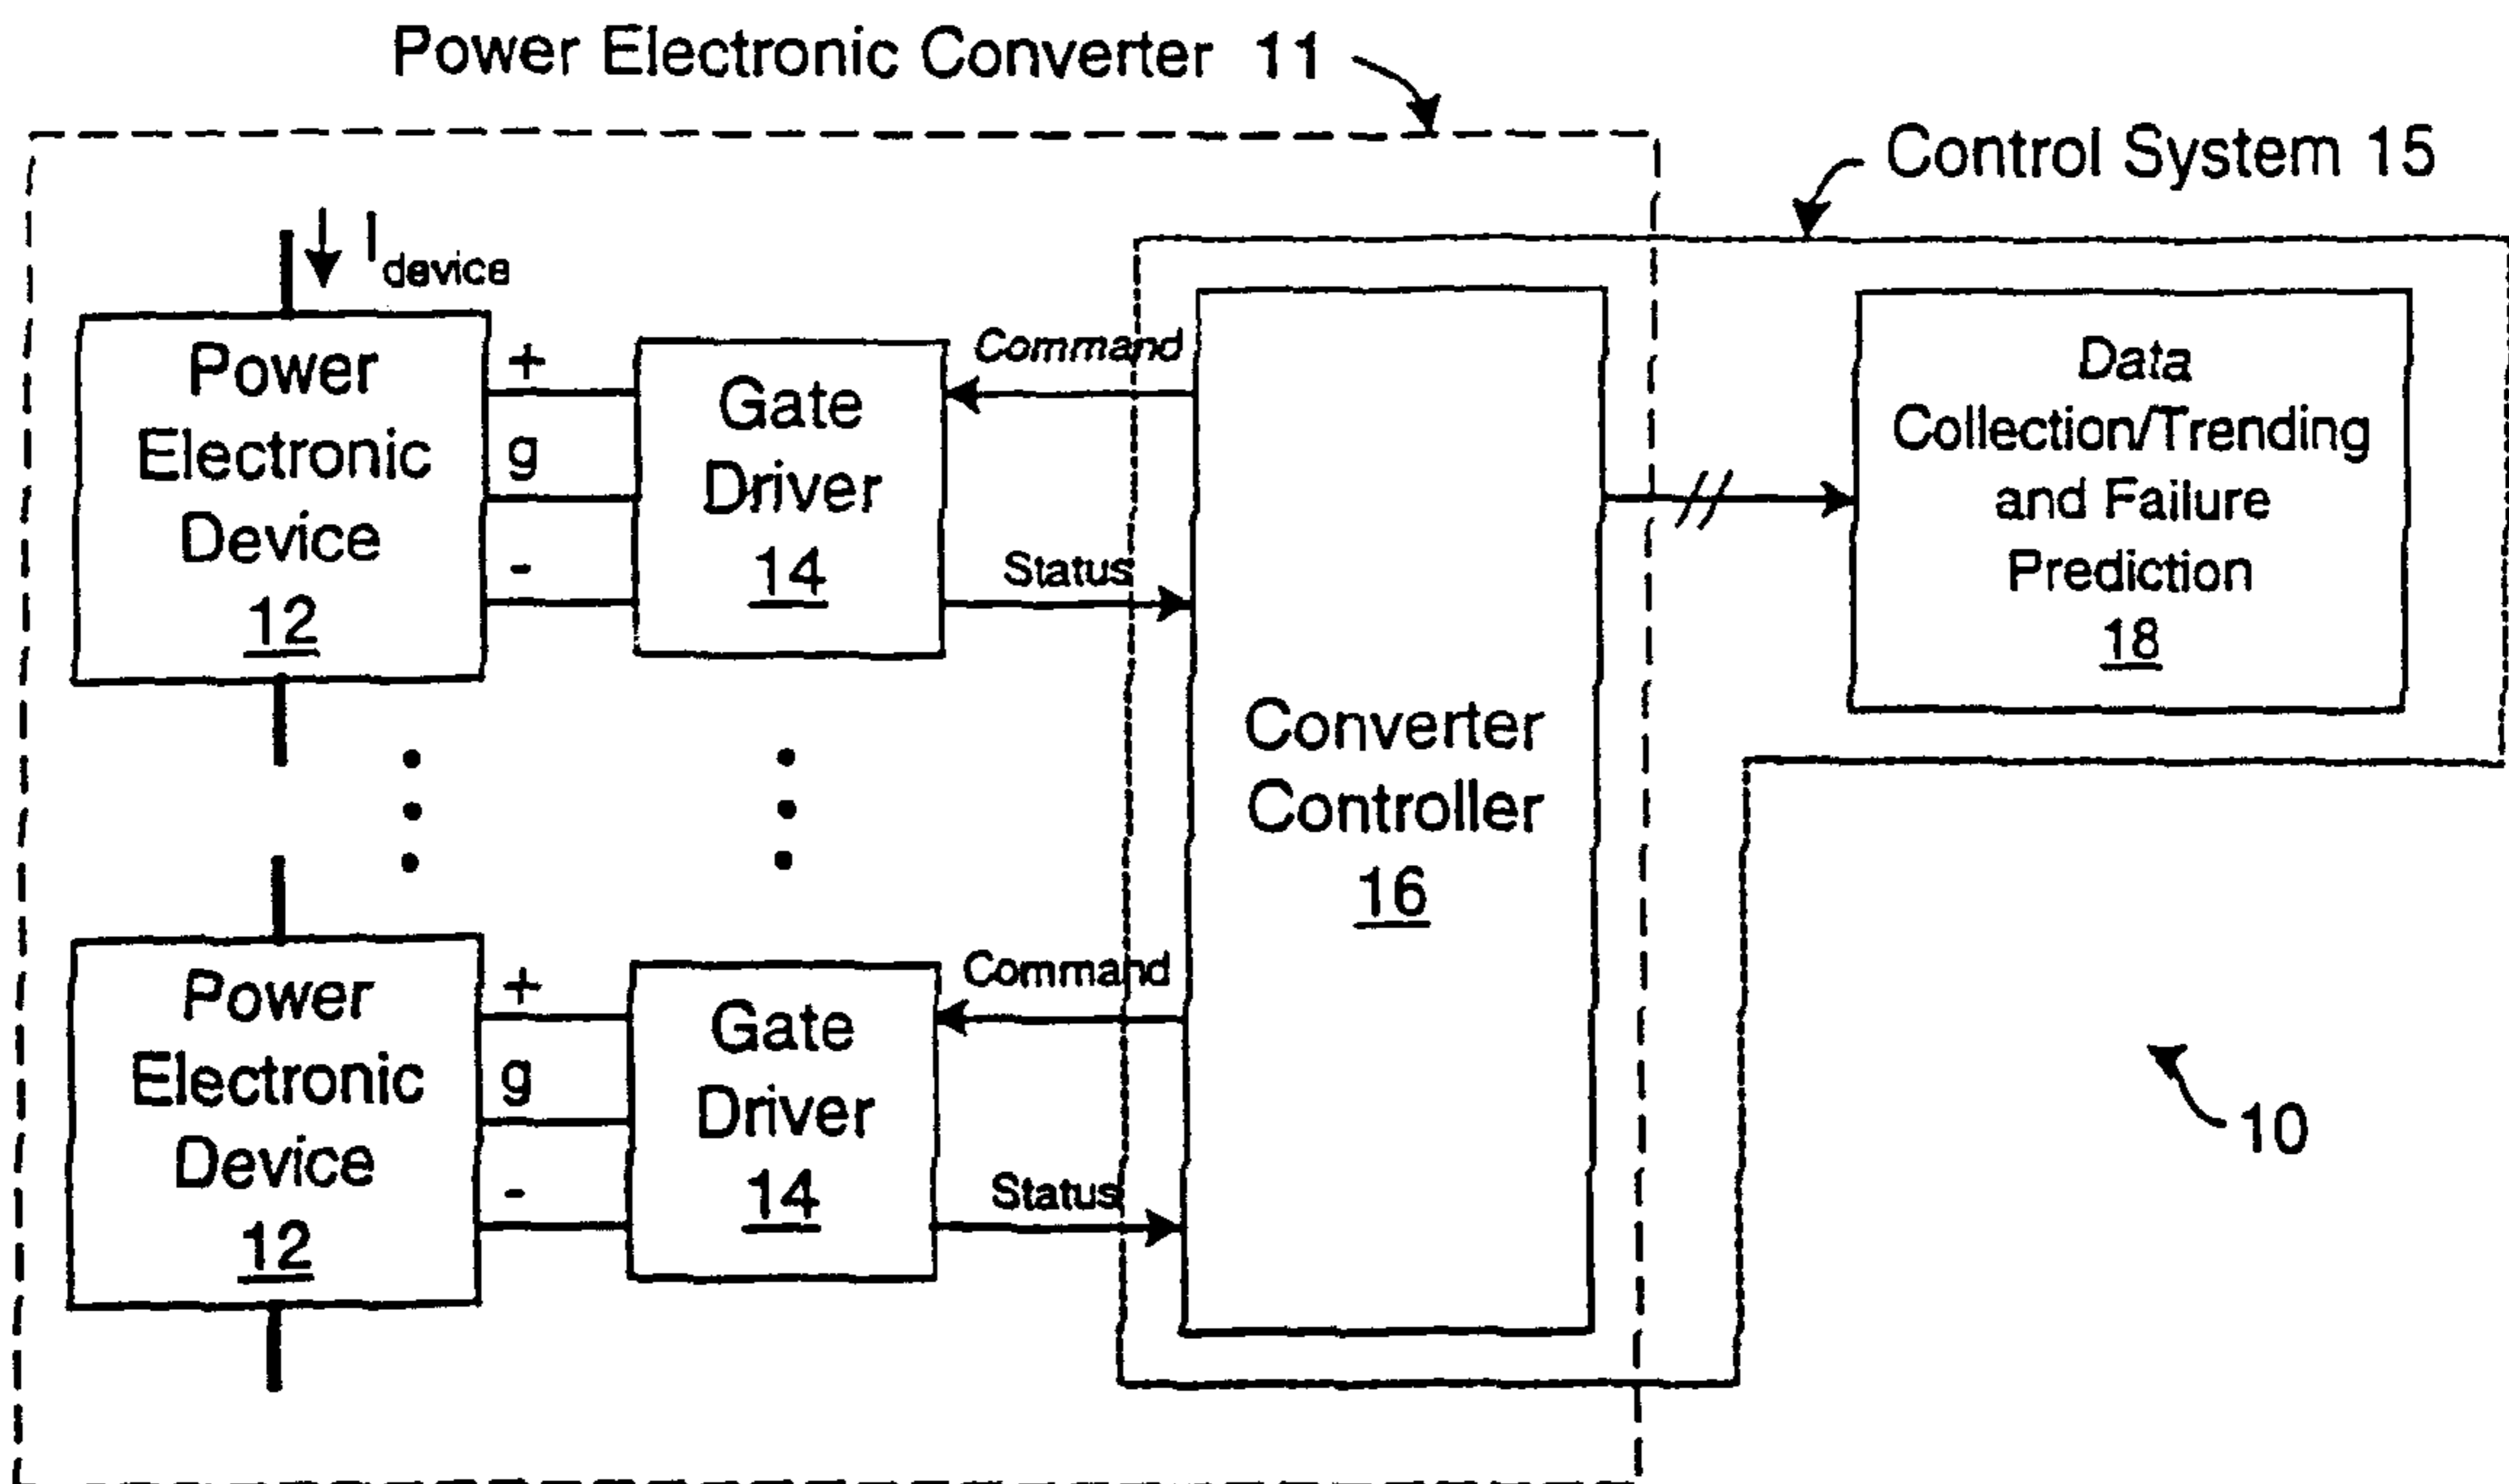 Power Electronic Converter 11
Control System 15
I device
Power
Electronic
Device
12
+
g
-
Gate
Driver
14
Command
Status
Converter
Controller
16
Data
Collection/Trending
and Failure
Prediction
18
Power
Electronic
Device
12
+
g
-
Gate
Driver
14
Command
Status
10